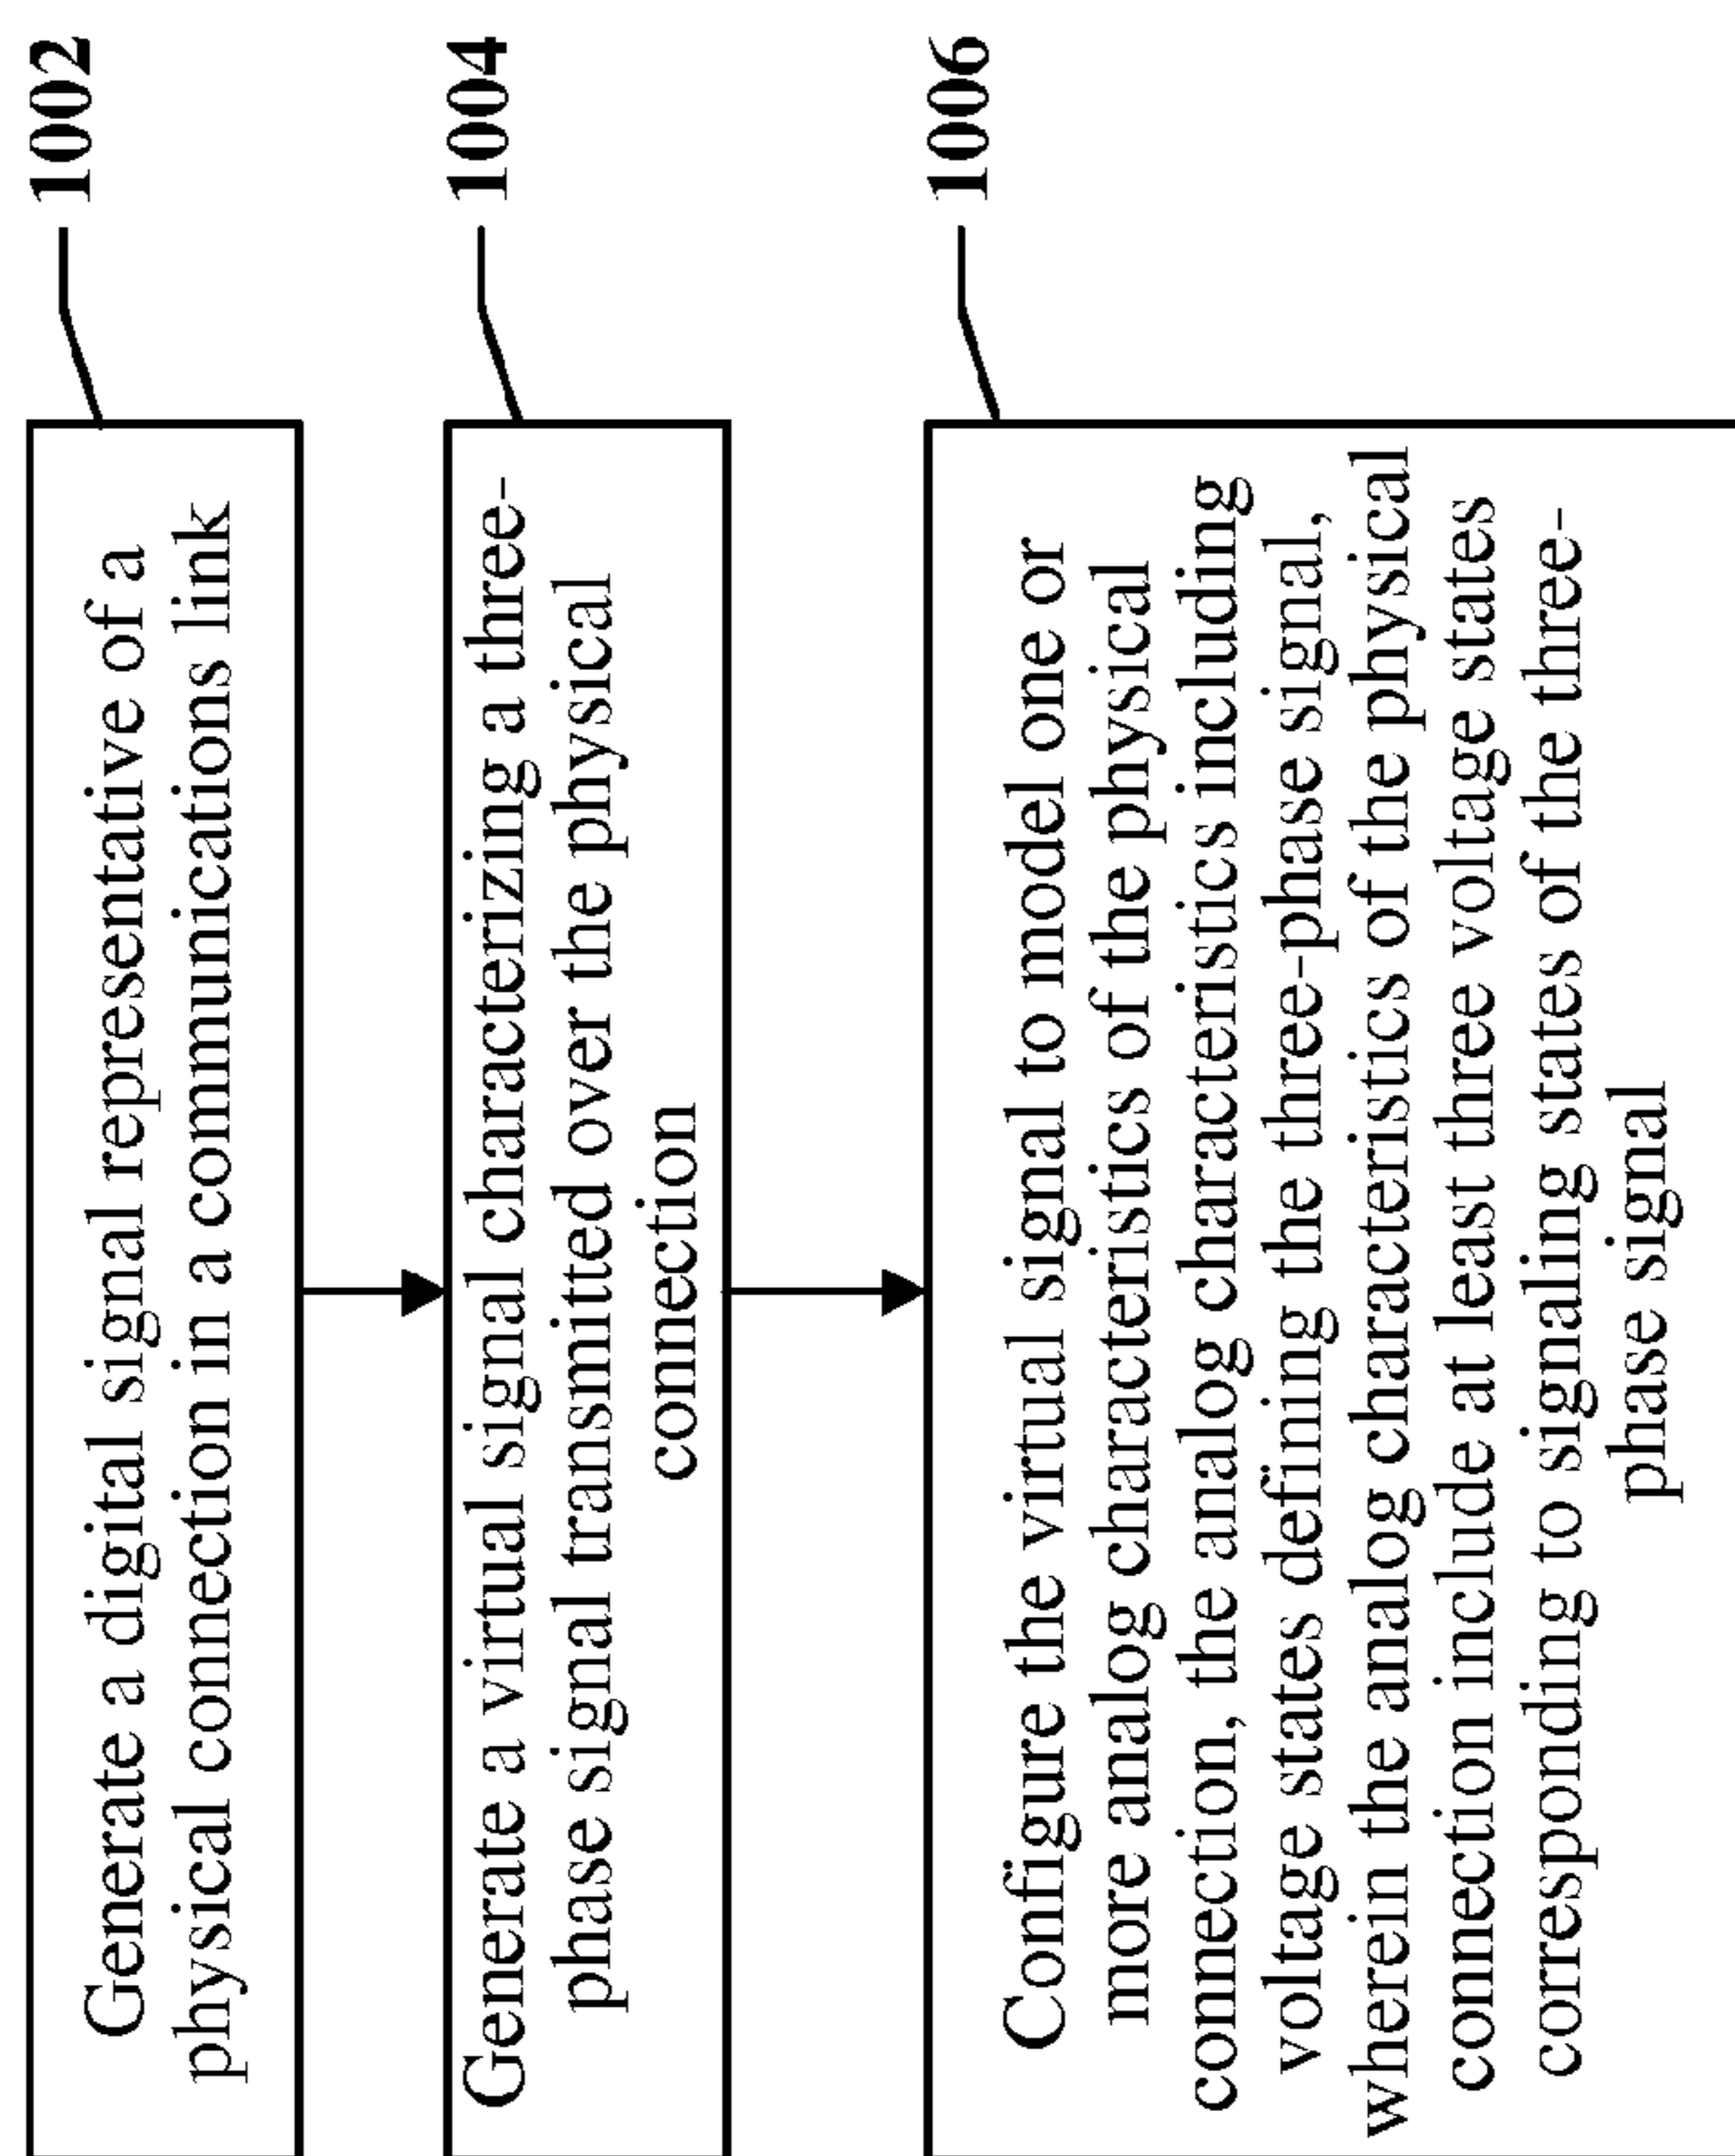 Generate a digital signal representative of a
physical connection in a communications link
1002
Generate a virtual signal characterizing a three-
phase signal transmitted over the physical
connection
1004
Configure the virtual signal to model one or
more analog characteristics of the physical
connection, the analog characteristics including
voltage states defining the three-phase signal,
wherein the analog characteristics of the physical
connection include at least three voltage states
corresponding to signaling states of the three-
phase signal
1006